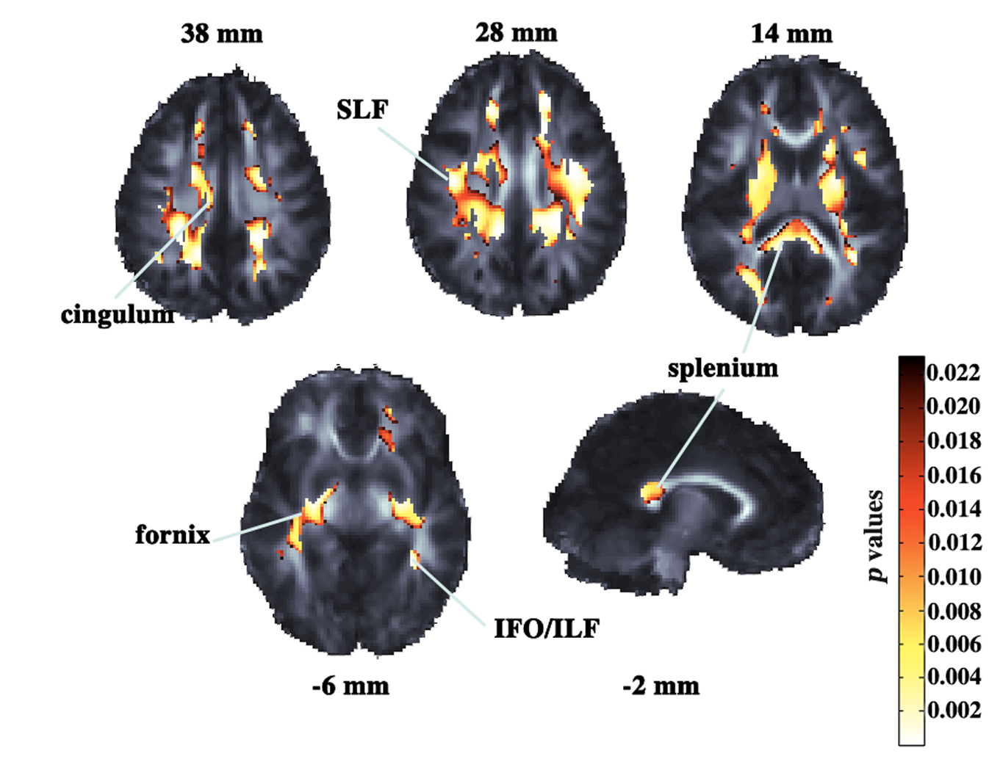 38 mm
28 mm
14 mm
SLF
cingulum
splenium
fornix
IFO/ILF
-6 mm
-2 mm
p values
0.022
0.020
0.018
0.016
0.014
0.012
0.010
0.008
0.006
0.004
0.002